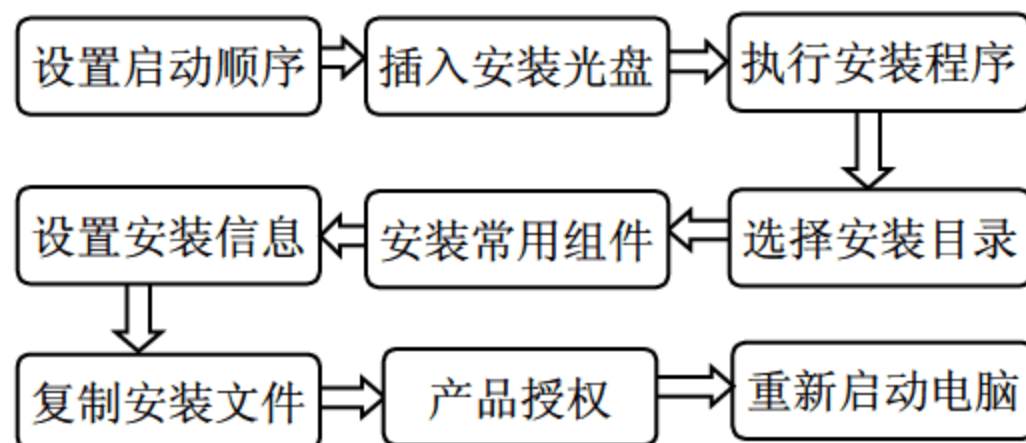 设置启动顺序
插入安装光盘
执行安装程序
选择安装目录
安装常用组件
设置安装信息
复制安装文件
产品授权
重新启动电脑